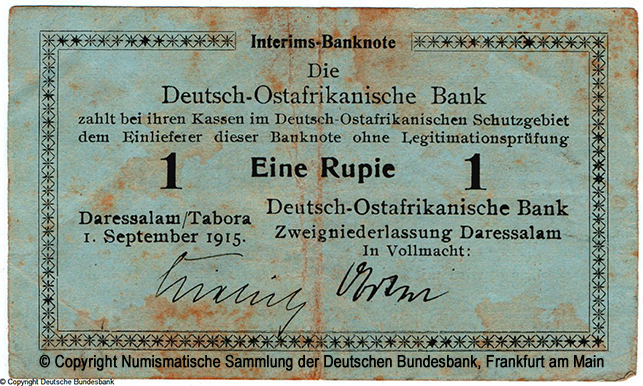 Interims-Banknote
Die
Deutsch-Ostafrikanische Bank
zahlt bei ihren Kassen im Deutsch-Ostafrikanischen Schutzgebiet
dem Einlieferer dieser Banknote ohne Legitimationsprüfung
1 Eine Rupie 1
Daressalam/Tabora
1. September 1915.
Deutsch-Ostafrikanische Bank
Zweigniederlassung Daressalam
In Vollmacht:
© Copyright Numismatische Sammlung der Deutschen Bundesbank, Frankfurt am Main
© Copyright Deutsche Bundesbank